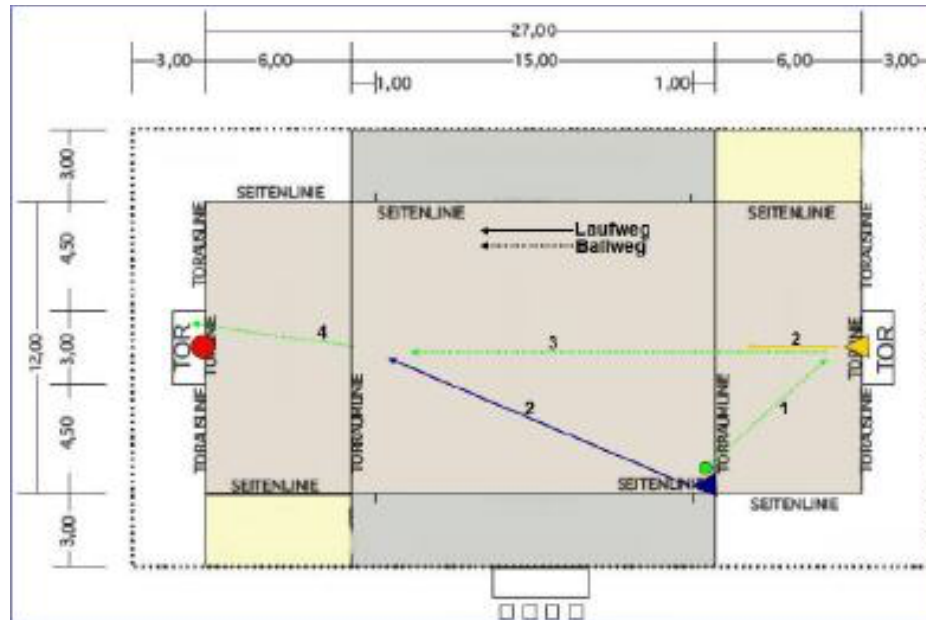 27,00
3,00 6,00 15,00 6,00 3,00
1,00 1,00
3,00
SEITENLINIE
SEITENLINIE
SEITENLINIE
TORAUSLINIE
TORAUSLINIE
4,50
Laufweg
Ballweg
12,00
3,00
TOR
TORLINIE
4
3
2
TORLINIE
TOR
2
1
4,50
TORAUSLINIE
TORRAUMLINIE
TORRAUMLINIE
TORAUSLINIE
SEITENLINIE
SEITENLINIE
SEITENLINIE
3,00